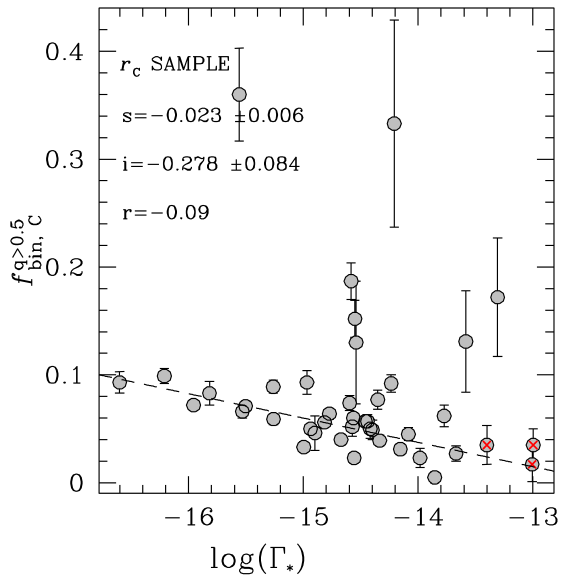 0.4
0.3
0.2
0.1
0
r_C SAMPLE
s=−0.023 ±0.006
i=−0.278 ±0.084
r=−0.09
f^{q>0.5}_{bin, C}
−16 −15 −14 −13
log(Γ_*)